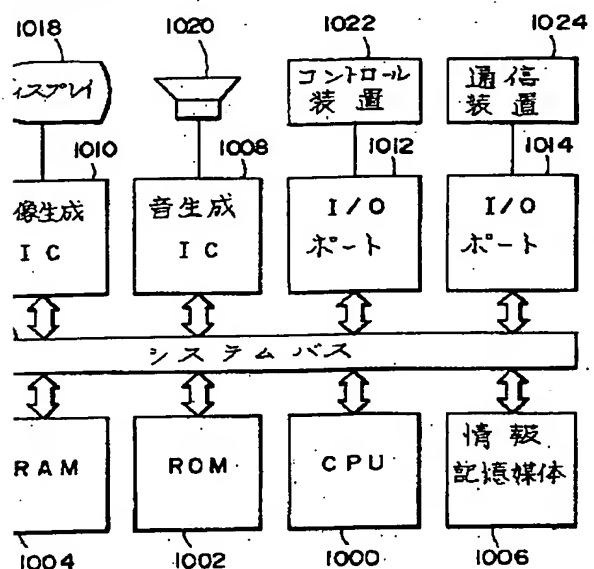 1018 1020 1022 1024
ィスプレイ
コントロール
装置
通信
装置
1010 1008 1012 1014
像生成
IC
音生成
IC
I/O
ポート
I/O
ポート
システムバス
RAM
ROM
CPU
情報
記憶媒体
1004 1002 1000 1006